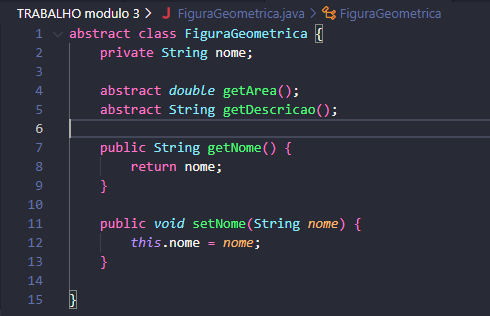 TRABALHO modulo 3 > J FiguraGeometrica.java > FiguraGeometrica
1 abstract class FiguraGeometrica {
2     private String nome;
3
4     abstract double getArea();
5     abstract String getDescricao();
6
7     public String getNome() {
8         return nome;
9     }
10
11     public void setNome(String nome) {
12         this.nome = nome;
13     }
14
15 }